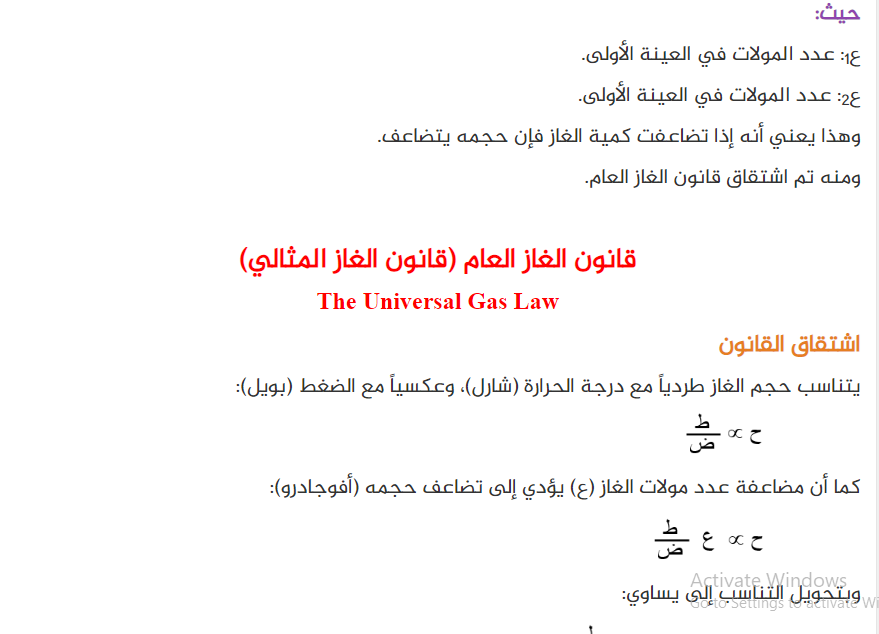 حيث:
ع1: عدد المولات في العينة الأولى.
ع2: عدد المولات في العينة الأولى.
وهذا يعني أنه إذا تضاعفت كمية الغاز فإن حجمه يتضاعف.
ومنه تم اشتقاق قانون الغاز العام.
قانون الغاز العام (قانون الغاز المثالي)
The Universal Gas Law
اشتقاق القانون
يتناسب حجم الغاز طردياً مع درجة الحرارة (شارل)، وعكسياً مع الضغط (بويل):
ح ∝ ط / ض
كما أن مضاعفة عدد مولات الغاز (ع) يؤدي إلى تضاعف حجمه (أفوجادرو):
ح ∝ ع ط / ض
Activate Windows
وبتحويل التناسب إلى يساوي:
Go to Settings to activate Wi